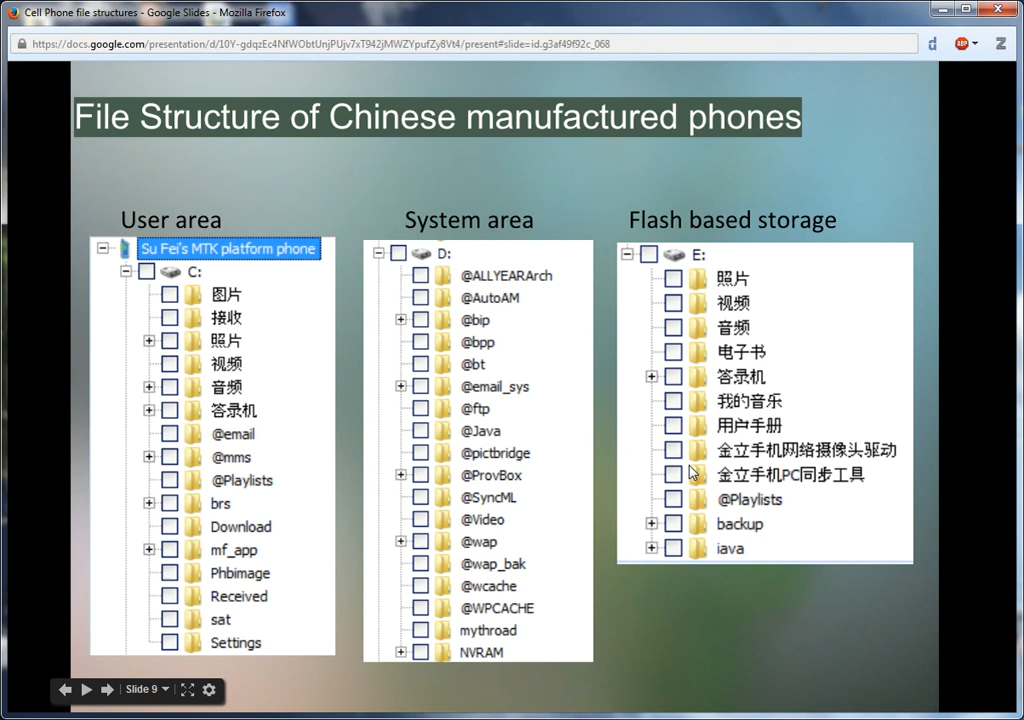 Cell Phone file structures - Google Slides - Mozilla Firefox
https://docs.google.com/presentation/d/10Y-gdqzEc4NfWObtUnjPUjv7xT942jMWZYpufZy8Vt4/present#slide=id.g3af49f92c_068
d
ABP
Z
File Structure of Chinese manufactured phones
User area
Su Fei's MTK platform phone
C:
图片
接收
照片
视频
音频
答录机
@email
@mms
@Playlists
brs
Download
mf_app
Phbimage
Received
sat
Settings
System area
D:
@ALLYEARArch
@AutoAM
@bip
@bpp
@bt
@email_sys
@ftp
@Java
@pictbridge
@ProvBox
@SyncML
@Video
@wap
@wap_bak
@wcache
@WPCACHE
mythroad
NVRAM
Flash based storage
E:
照片
视频
音频
电子书
答录机
我的音乐
用户手册
金立手机网络摄像头驱动
金立手机PC同步工具
@Playlists
backup
java
Slide 9